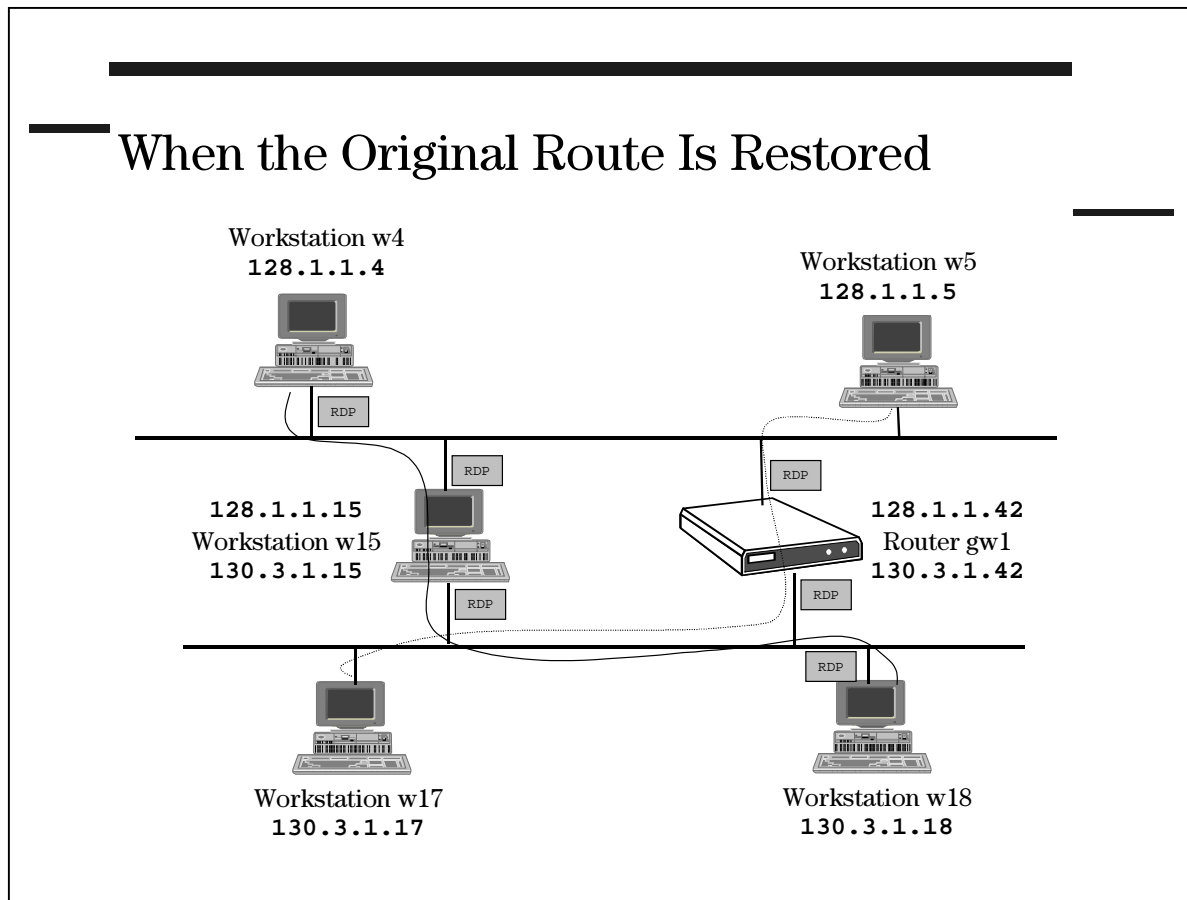 When the Original Route Is Restored
Workstation w4
128.1.1.4
Workstation w5
128.1.1.5
RDP
RDP
RDP
128.1.1.15
Workstation w15
130.3.1.15
128.1.1.42
Router gw1
130.3.1.42
RDP
RDP
RDP
Workstation w17
130.3.1.17
Workstation w18
130.3.1.18